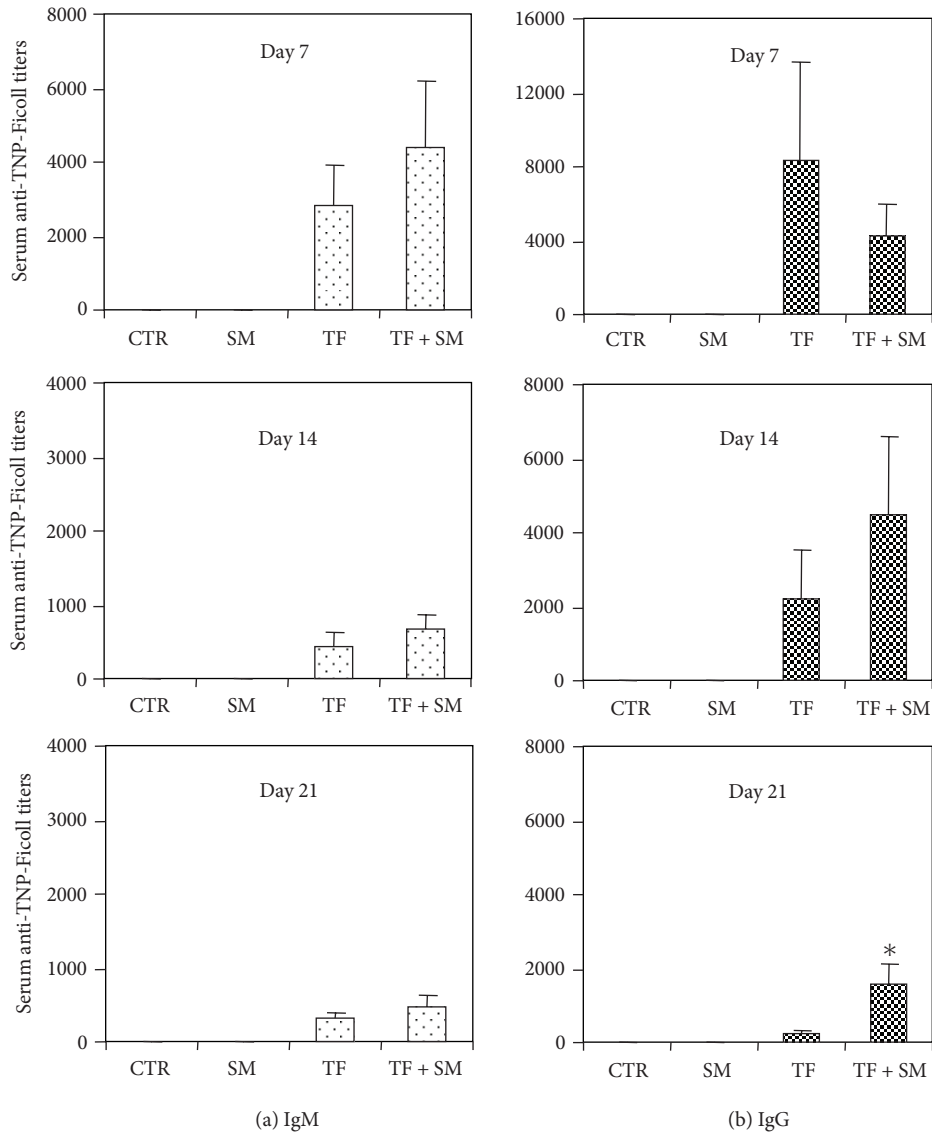 Serum anti-TNP-Ficoll titers
8000
6000
4000
2000
0
Day 7
CTR SM TF TF + SM
16000
12000
8000
4000
0
Day 7
CTR SM TF TF + SM
Serum anti-TNP-Ficoll titers
4000
3000
2000
1000
0
Day 14
CTR SM TF TF + SM
8000
6000
4000
2000
0
Day 14
CTR SM TF TF + SM
Serum anti-TNP-Ficoll titers
4000
3000
2000
1000
0
Day 21
CTR SM TF TF + SM
8000
6000
4000
2000
0
Day 21
*
CTR SM TF TF + SM
(a) IgM
(b) IgG